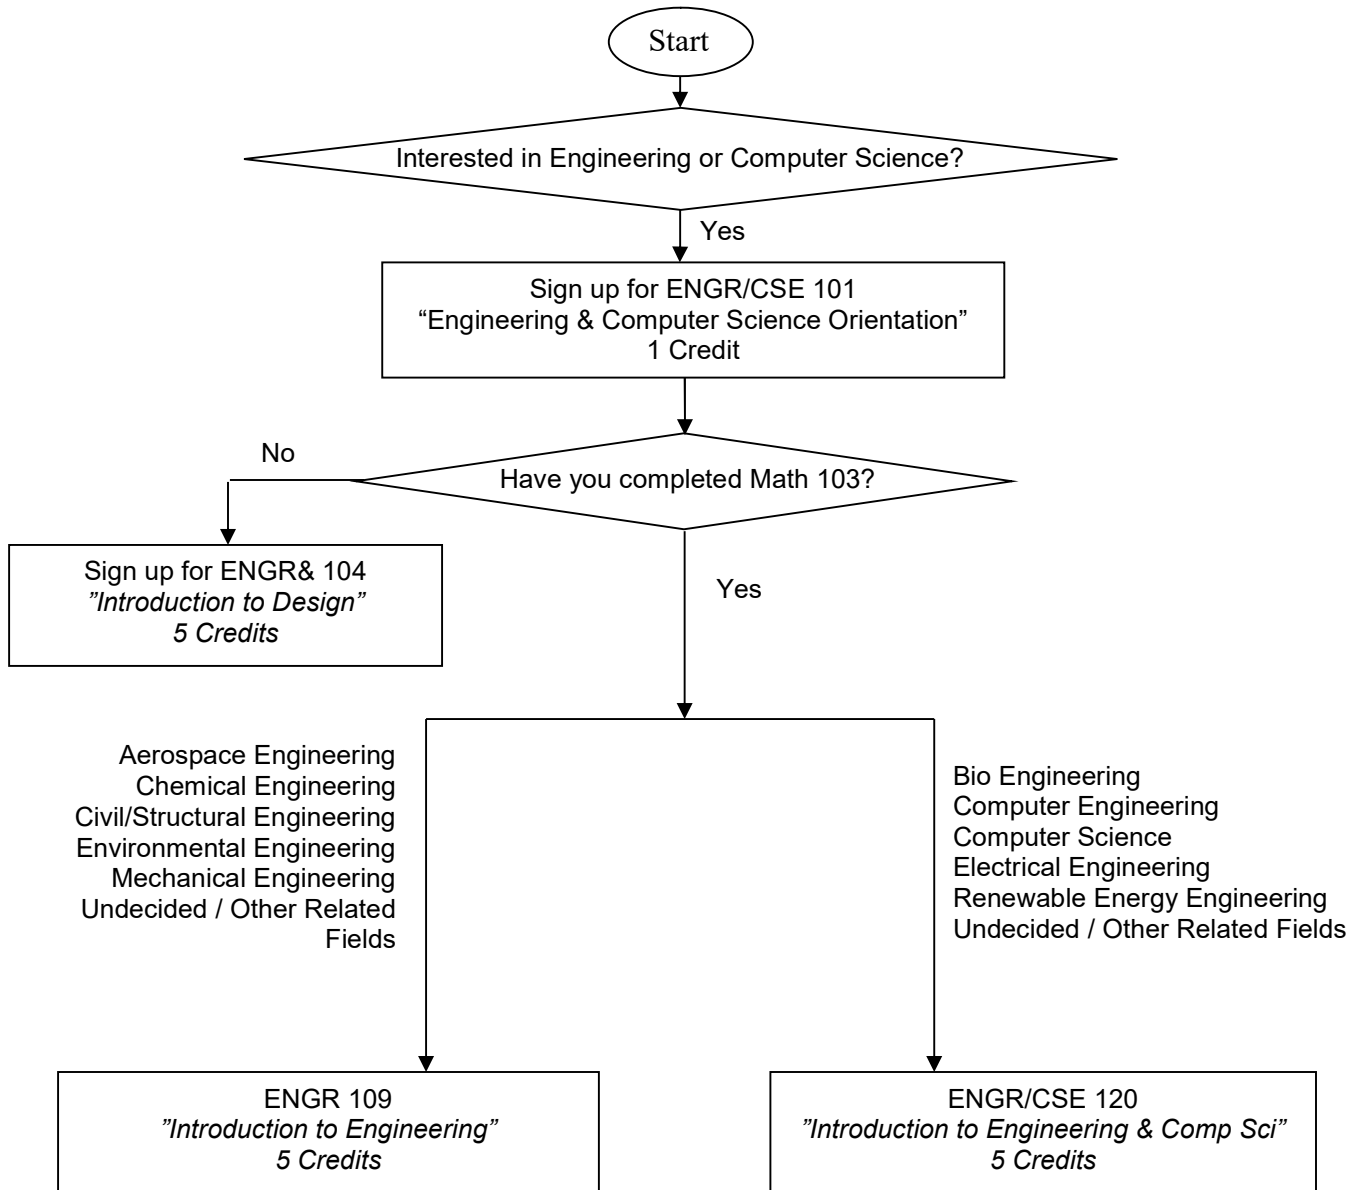 Start
Interested in Engineering or Computer Science?
Yes
Sign up for ENGR/CSE 101
“Engineering & Computer Science Orientation”
1 Credit
No
Have you completed Math 103?
Sign up for ENGR& 104
”Introduction to Design”
5 Credits
Yes
Aerospace Engineering
Chemical Engineering
Civil/Structural Engineering
Environmental Engineering
Mechanical Engineering
Undecided / Other Related
Fields
Bio Engineering
Computer Engineering
Computer Science
Electrical Engineering
Renewable Energy Engineering
Undecided / Other Related Fields
ENGR 109
”Introduction to Engineering”
5 Credits
ENGR/CSE 120
”Introduction to Engineering & Comp Sci”
5 Credits